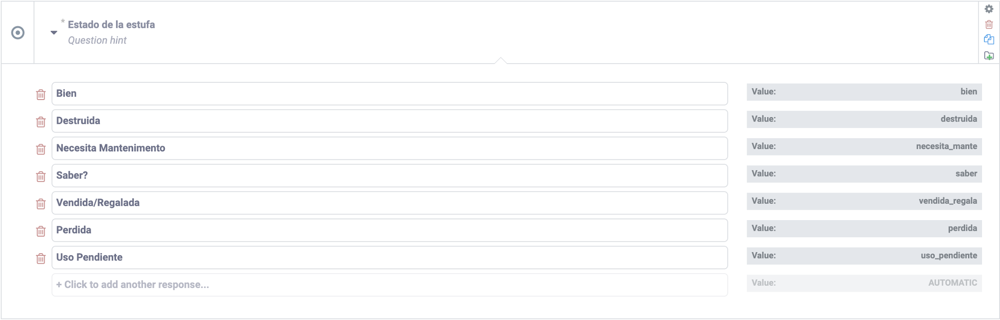 * Estado de la estufa
Question hint
Bien Value: bien
Destruida Value: destruida
Necesita Mantenimento Value: necesita_mante
Saber? Value: saber
Vendida/Regalada Value: vendida_regala
Perdida Value: perdida
Uso Pendiente Value: uso_pendiente
+ Click to add another response... Value: AUTOMATIC